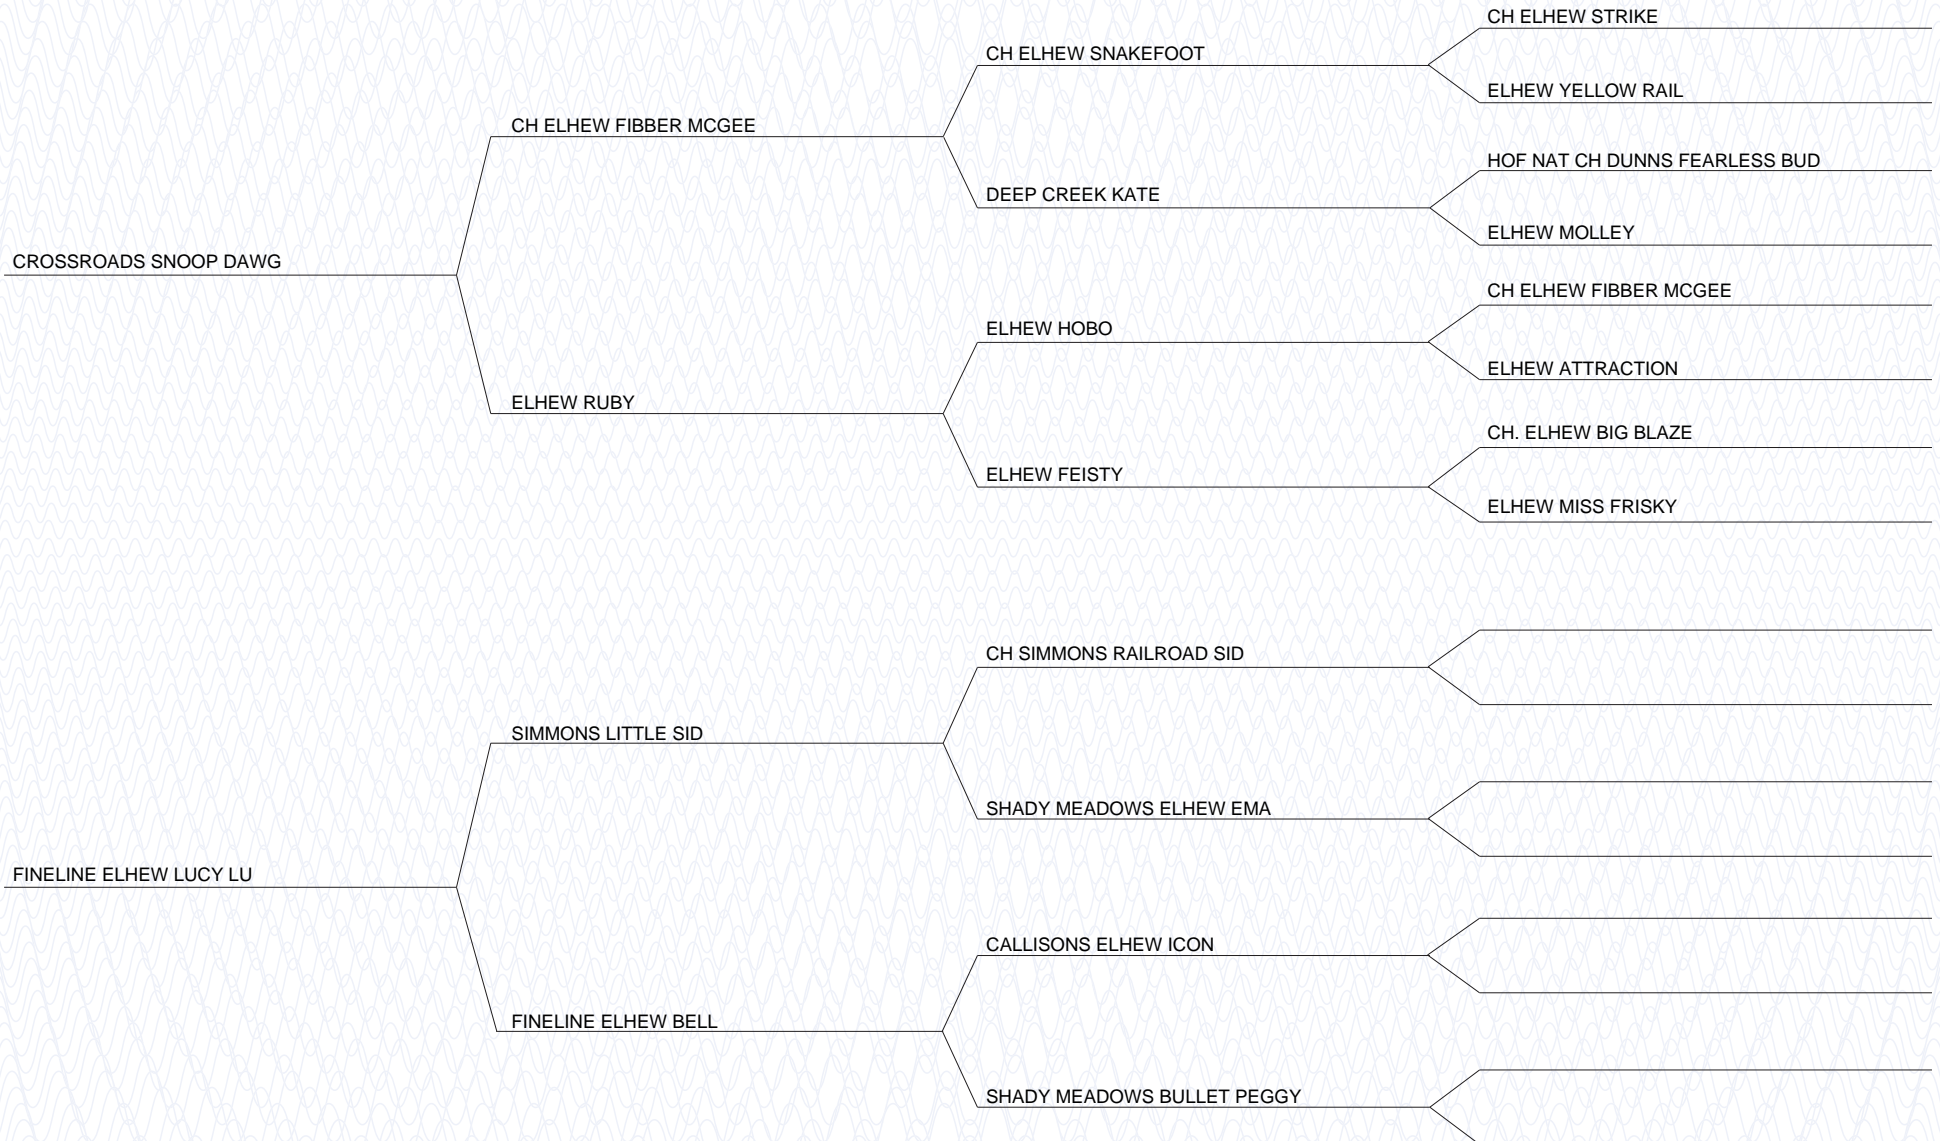 CH ELHEW STRIKE
CH ELHEW SNAKEFOOT
ELHEW YELLOW RAIL
CH ELHEW FIBBER MCGEE
HOF NAT CH DUNNS FEARLESS BUD
DEEP CREEK KATE
ELHEW MOLLEY
CROSSROADS SNOOP DAWG
CH ELHEW FIBBER MCGEE
ELHEW HOBO
ELHEW ATTRACTION
ELHEW RUBY
CH. ELHEW BIG BLAZE
ELHEW FEISTY
ELHEW MISS FRISKY
CH SIMMONS RAILROAD SID
SIMMONS LITTLE SID
SHADY MEADOWS ELHEW EMA
FINELINE ELHEW LUCY LU
CALLISONS ELHEW ICON
FINELINE ELHEW BELL
SHADY MEADOWS BULLET PEGGY